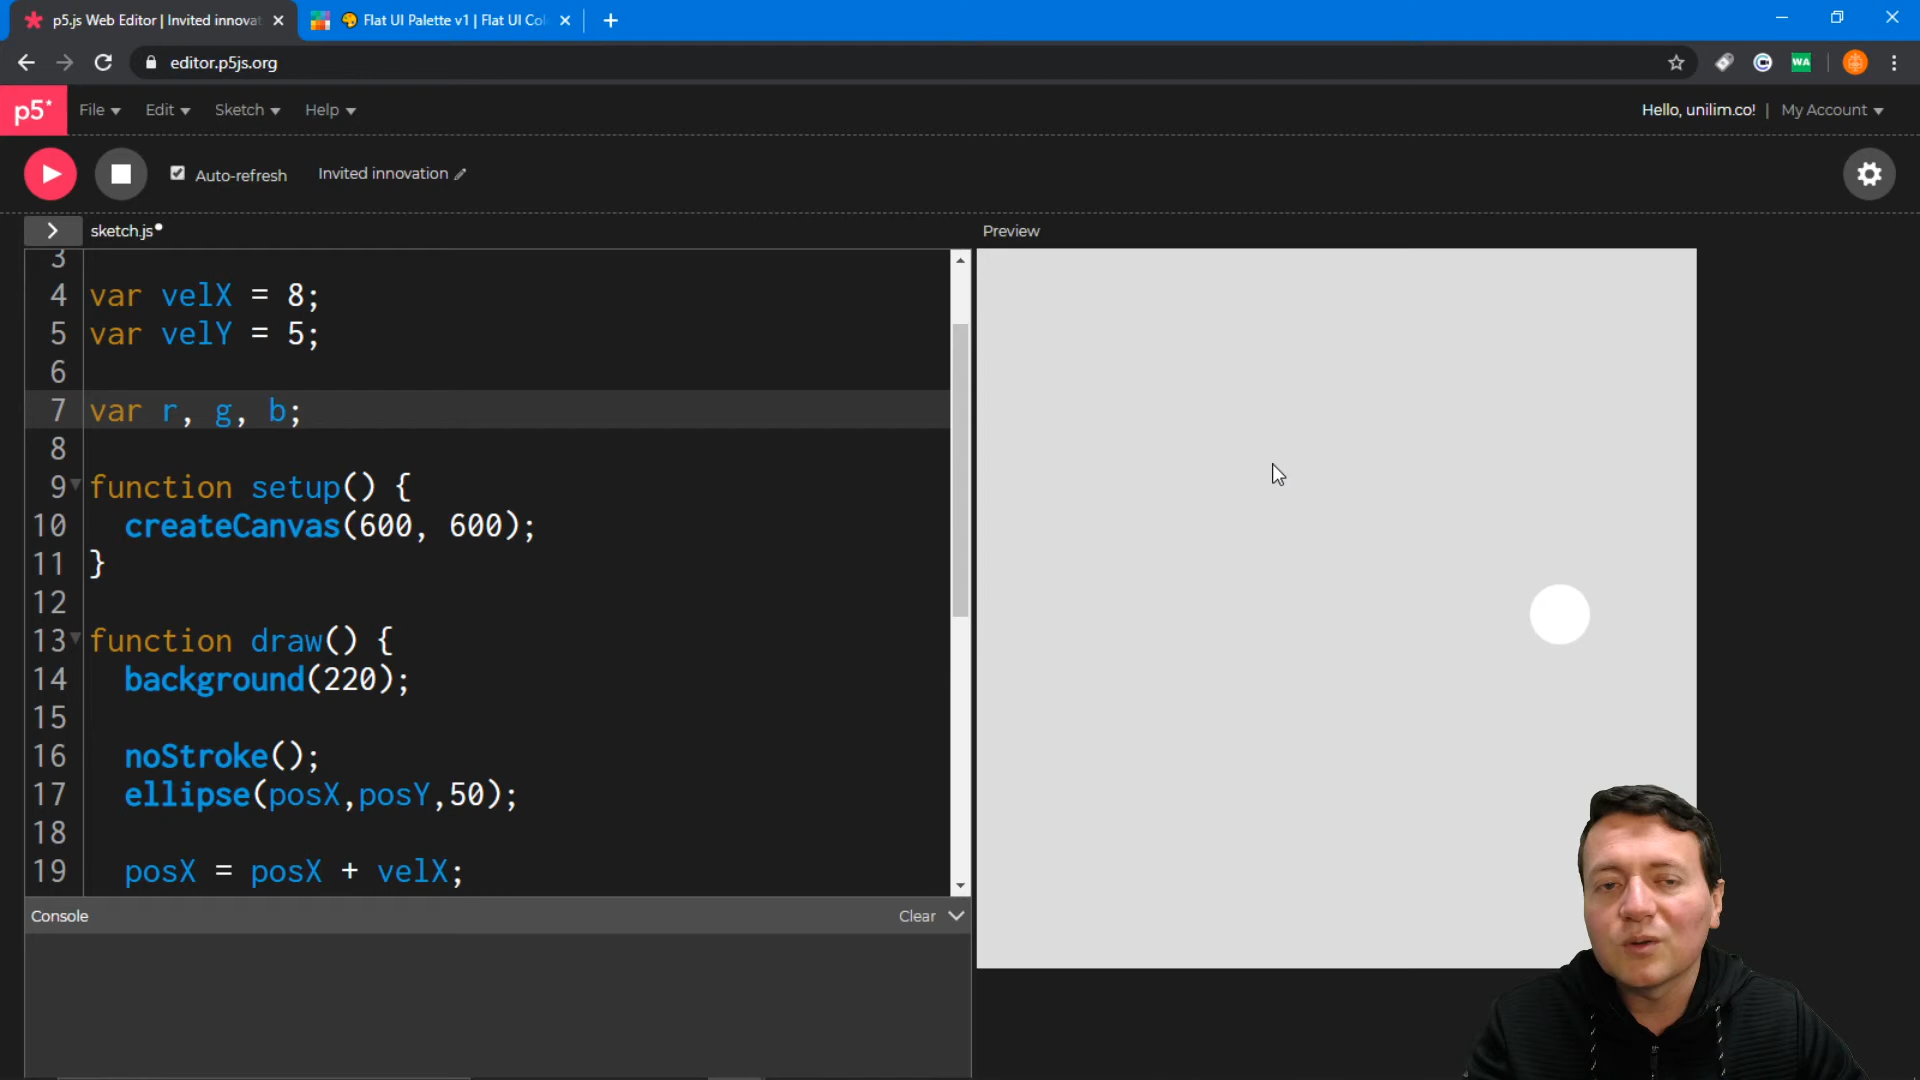 p5.js Web Editor | Invited innovat
Flat UI Palette v1 | Flat UI Col
editor.p5js.org
WA
p5*
File
Edit
Sketch
Help
Hello, unilim.co! | My Account
Auto-refresh
Invited innovation
sketch.js
Preview
3
4 var velX = 8;
5 var velY = 5;
6
7 var r, g, b;
8
9 function setup() {
10 createCanvas(600, 600);
11 }
12
13 function draw() {
14 background(220);
15
16 noStroke();
17 ellipse(posX,posY,50);
18
19 posX = posX + velX;
Console
Clear